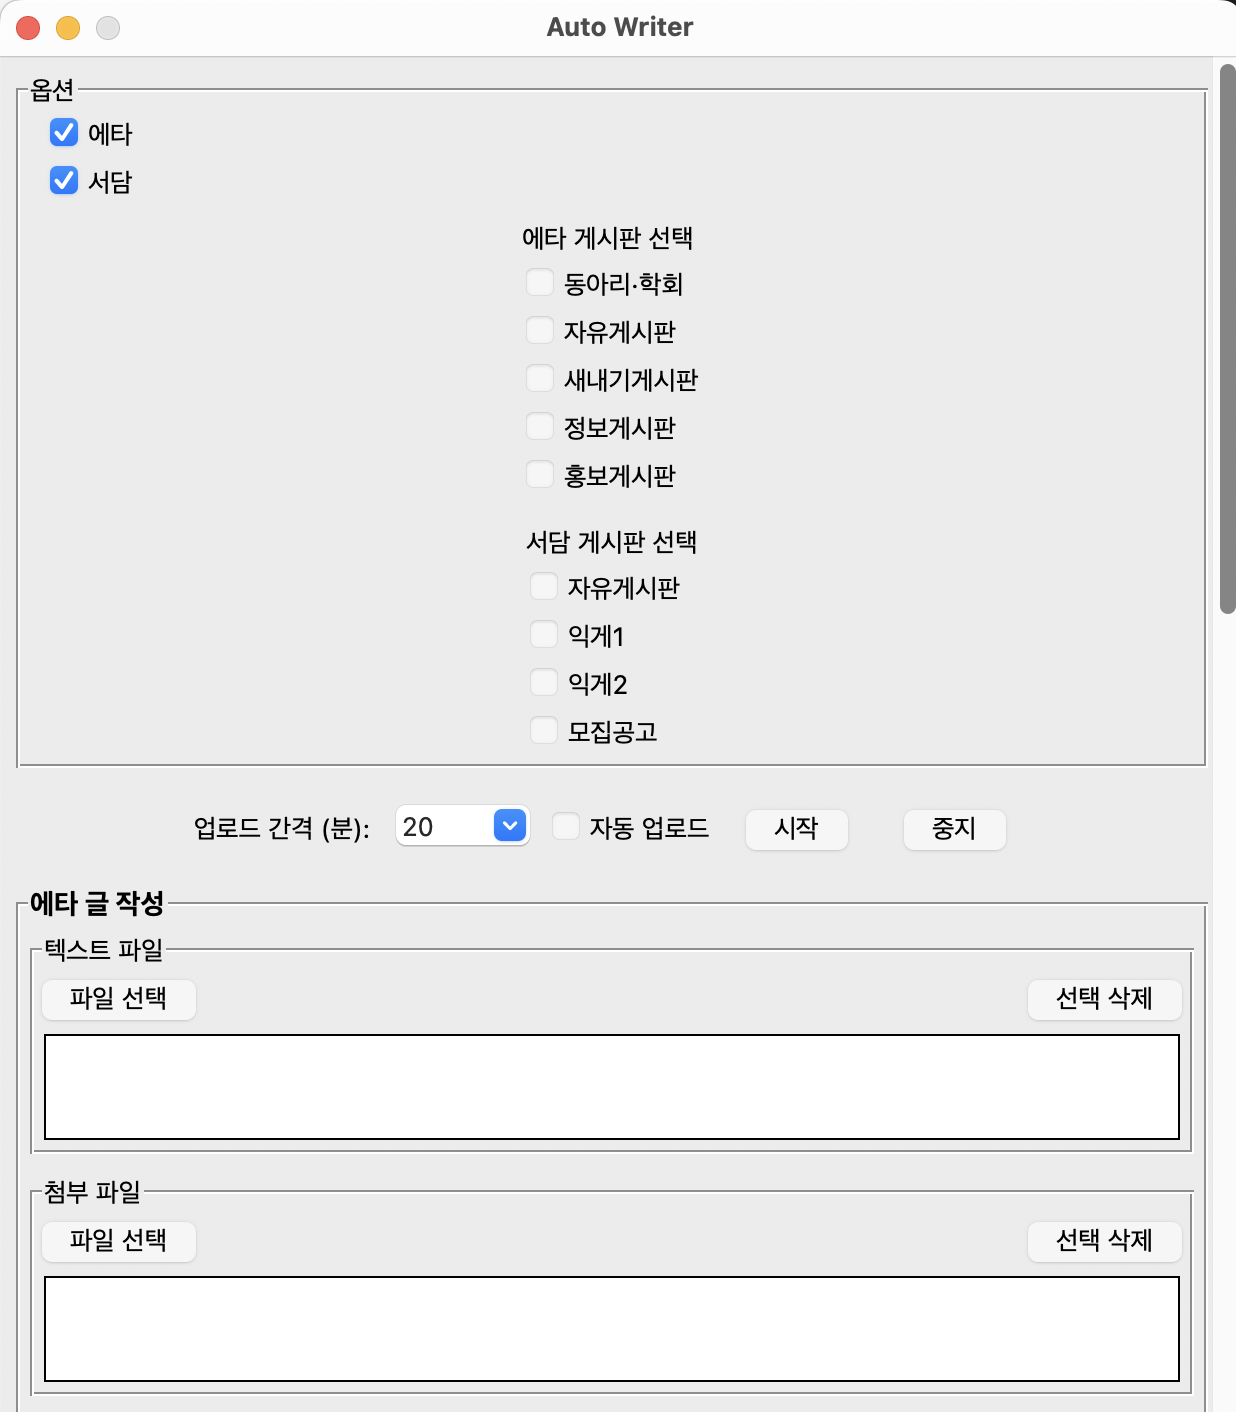 Auto Writer
옵션
에타
서담
에타 게시판 선택
동아리·학회
자유게시판
새내기게시판
정보게시판
홍보게시판
서담 게시판 선택
자유게시판
익게1
익게2
모집공고
업로드 간격 (분): 20 자동 업로드 시작 중지
에타 글 작성
텍스트 파일
파일 선택 선택 삭제
첨부 파일
파일 선택 선택 삭제